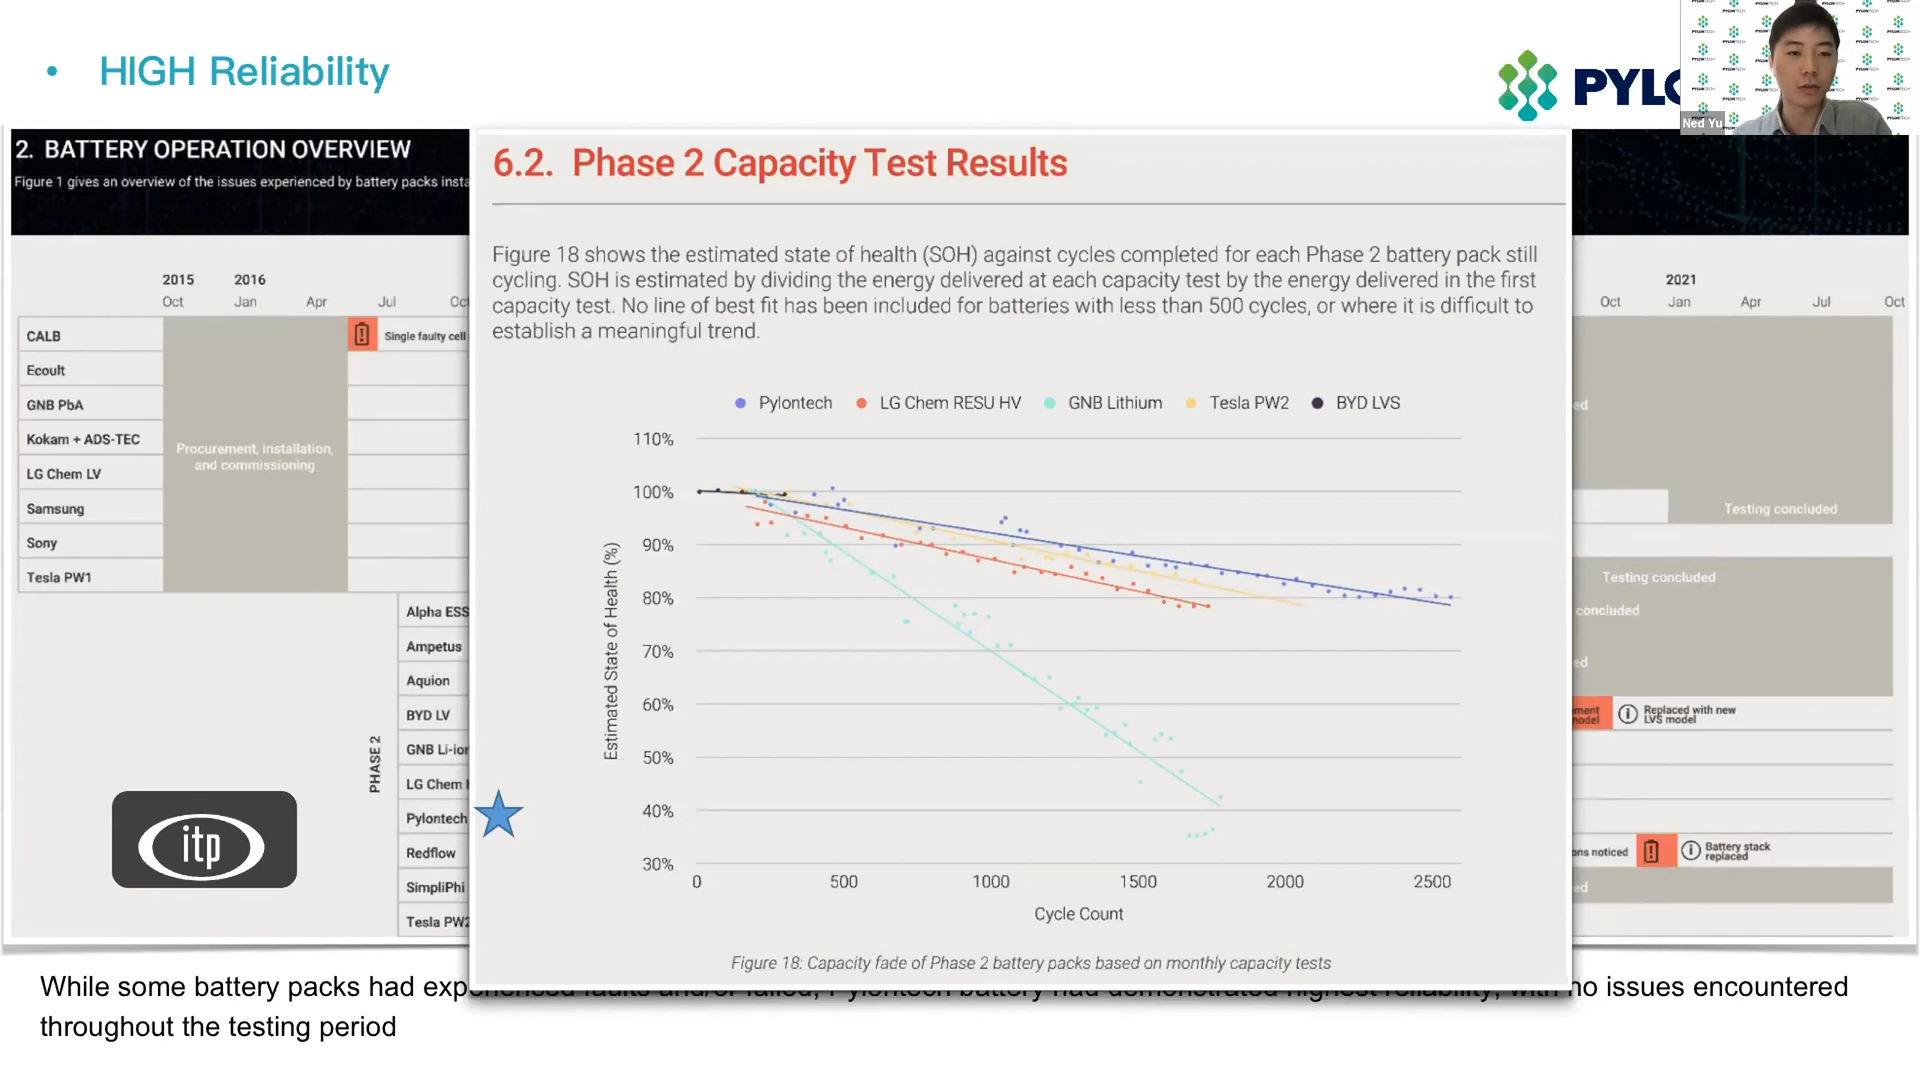 • HIGH Reliability
PYLO
PYLONTECH
Ned Yu
2. BATTERY OPERATION OVERVIEW
Figure 1 gives an overview of the issues experienced by battery packs insta
2015 2016
Oct Jan Apr Jul Oc
CALB
Single faulty cell
Ecoult
GNB PbA
Kokam + ADS-TEC
LG Chem LV
Samsung
Sony
Tesla PW1
Procurement, installation,
and commissioning
PHASE 2
Alpha ESS
Ampetus
Aquion
BYD LV
GNB Li-ion
LG Chem
Pylontech
Redflow
SimpliPhi
Tesla PW2
itp
6.2. Phase 2 Capacity Test Results
Figure 18 shows the estimated state of health (SOH) against cycles completed for each Phase 2 battery pack still
cycling. SOH is estimated by dividing the energy delivered at each capacity test by the energy delivered in the first
capacity test. No line of best fit has been included for batteries with less than 500 cycles, or where it is difficult to
establish a meaningful trend.
Pylontech LG Chem RESU HV GNB Lithium Tesla PW2 BYD LVS
Estimated State of Health (%)
110%
100%
90%
80%
70%
60%
50%
40%
30%
0 500 1000 1500 2000 2500
Cycle Count
Figure 18: Capacity fade of Phase 2 battery packs based on monthly capacity tests
2021
Oct Jan Apr Jul Oct
ed
Testing concluded
Testing concluded
concluded
ed
ment
model
Replaced with new
LVS model
ons noticed
Battery stack
replaced
ed
While some battery packs had experienced faults and/or failed, Pylontech battery had demonstrated highest reliability, with no issues encountered
throughout the testing period